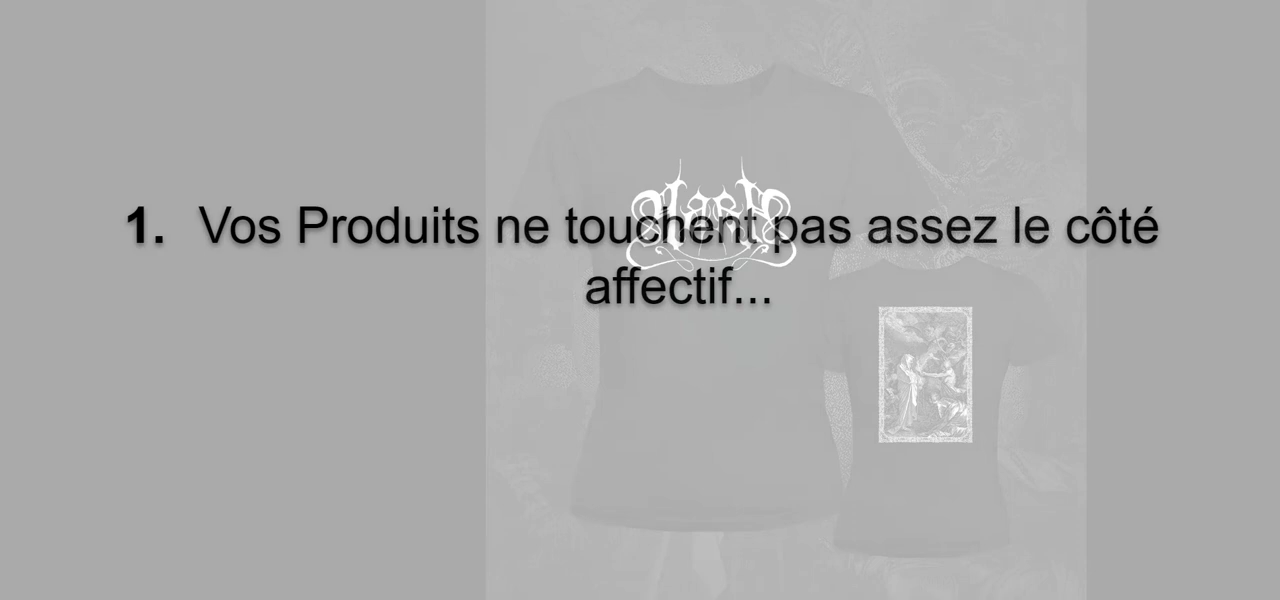 1. Vos Produits ne touchent pas assez le côté
affectif...